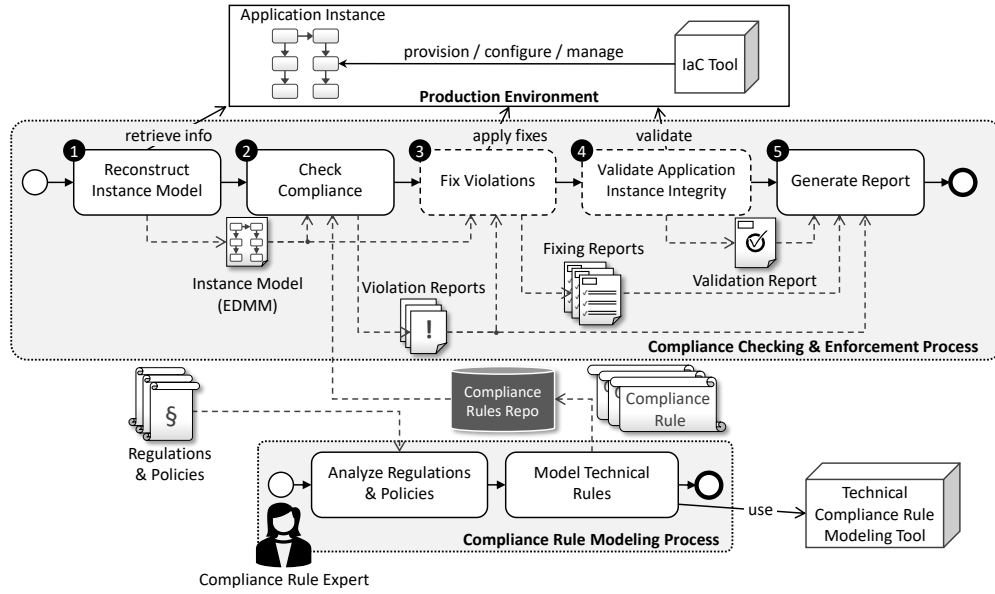 Application Instance
provision / configure / manage
IaC Tool
Production Environment
retrieve info
apply fixes
validate
1
Reconstruct
Instance Model
2
Check
Compliance
3
Fix Violations
4
Validate Application
Instance Integrity
5
Generate Report
Instance Model
(EDMM)
Violation Reports
!
Fixing Reports
Validation Report
Compliance Checking & Enforcement Process
§
Regulations
& Policies
Compliance
Rules Repo
Compliance
Rule
Analyze Regulations
& Policies
Model Technical
Rules
use
Technical
Compliance Rule
Modeling Tool
Compliance Rule Modeling Process
Compliance Rule Expert